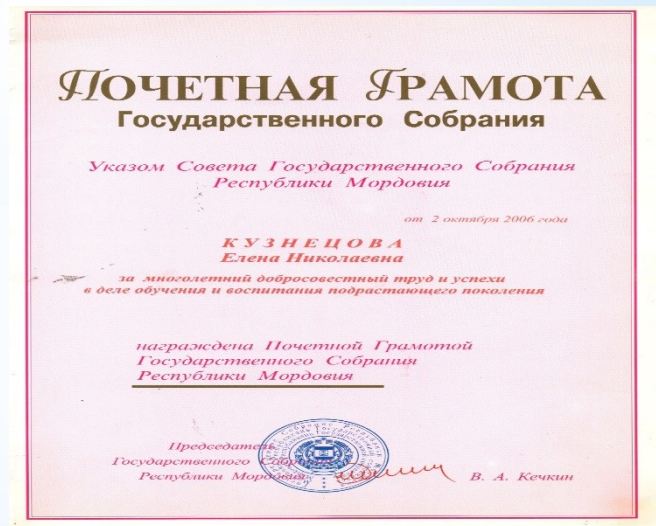 ПОЧЕТНАЯ ГРАМОТА
Государственного Собрания
Указом Совета Государственного Собрания
Республики Мордовия
от 2 октября 2006 года
КУЗНЕЦОВА
Елена Николаевна
за многолетний добросовестный труд и успехи
в деле обучения и воспитания подрастающего поколения
награждена Почетной Грамотой
Государственного Собрания
Республики Мордовия
Председатель
Государственного Собрания
Республики Мордовия В. А. Кечкин